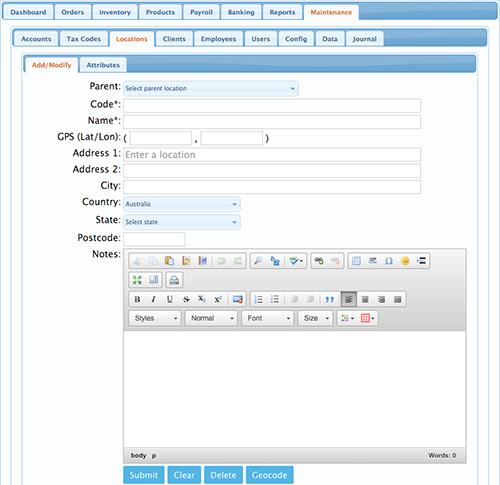 Dashboard Orders Inventory Products Payroll Banking Reports Maintenance
Accounts Tax Codes Locations Clients Employees Users Config Data Journal
Add/Modify Attributes
Parent: Select parent location
Code*:
Name*:
GPS (Lat/Lon): ( , )
Address 1: Enter a location
Address 2:
City:
Country: Australia
State: Select state
Postcode:
Notes:
B I U S X₂ X²
Styles Normal Font Size
body p Words: 0
Submit Clear Delete Geocode